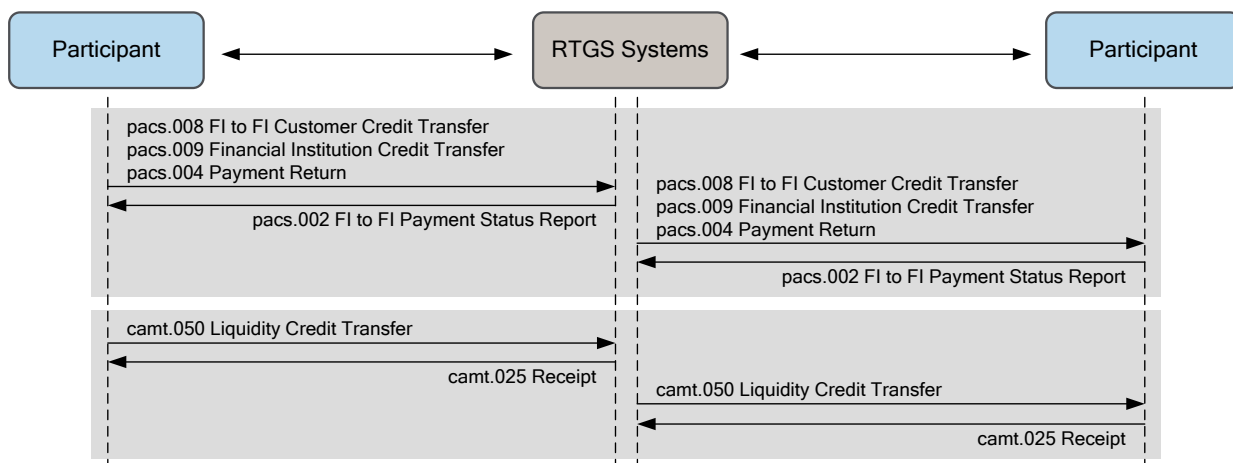 Participant
RTGS Systems
Participant
pacs.008 FI to FI Customer Credit Transfer
pacs.009 Financial Institution Credit Transfer
pacs.004 Payment Return
pacs.002 FI to FI Payment Status Report
pacs.008 FI to FI Customer Credit Transfer
pacs.009 Financial Institution Credit Transfer
pacs.004 Payment Return
pacs.002 FI to FI Payment Status Report
camt.050 Liquidity Credit Transfer
camt.025 Receipt
camt.050 Liquidity Credit Transfer
camt.025 Receipt